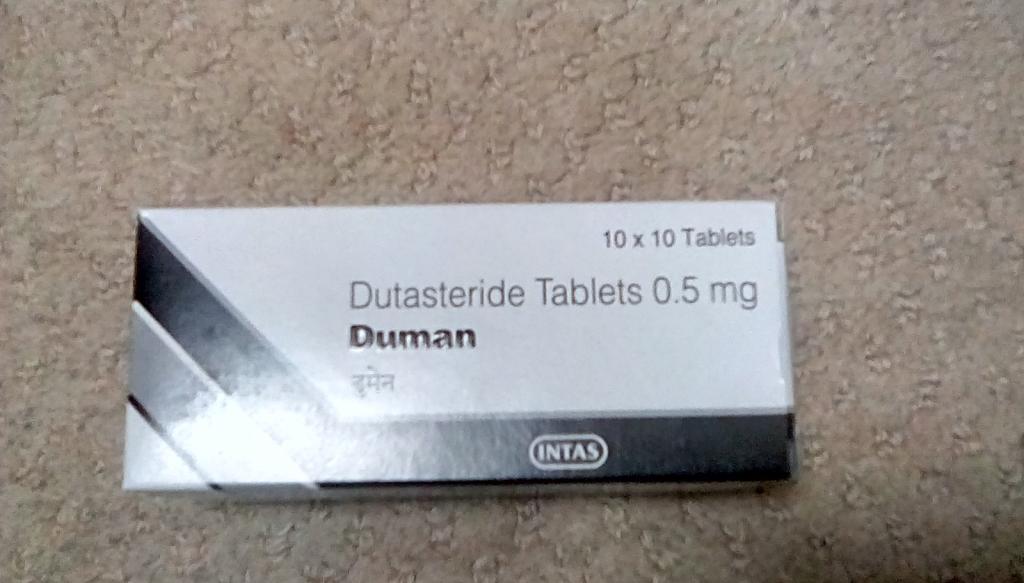 10 x 10 Tablets
Dutasteride Tablets 0.5 mg
Duman
डुमेन
INTAS